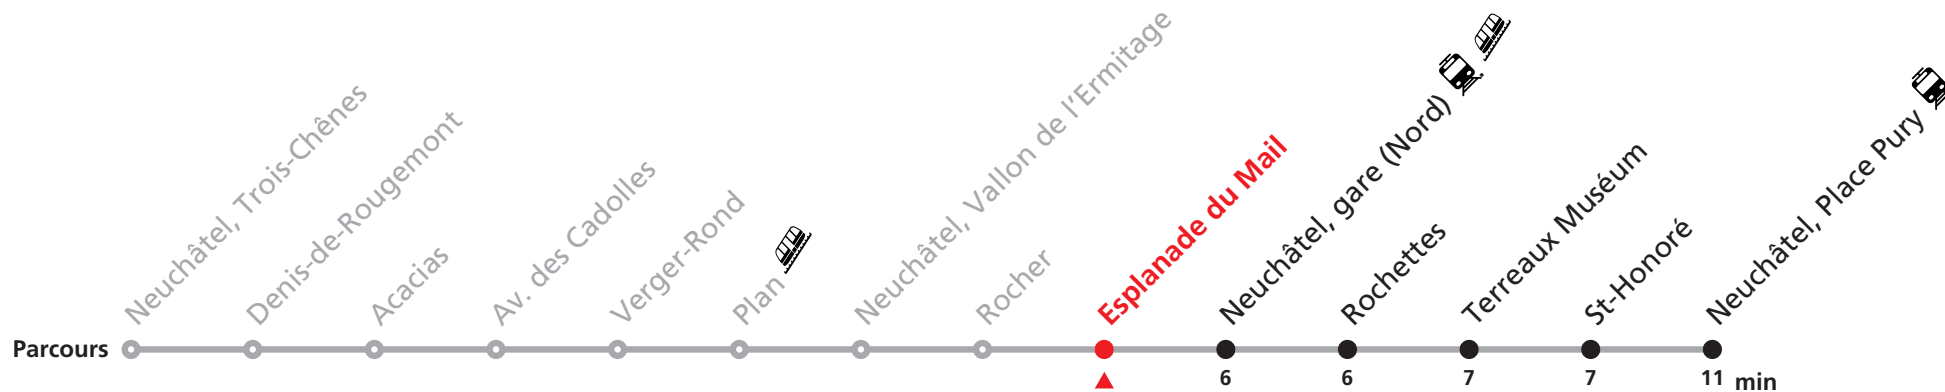 Neuchâtel, Trois-Chênes
Denis-de-Rougemont
Acacias
Av. des Cadolles
Verger-Rond
Plan
Neuchâtel, Vallon de l'Ermitage
Rocher
Esplanade du Mail
Neuchâtel, gare (Nord)
Rochettes
Terreaux Muséum
St-Honoré
Neuchâtel, Place Pury
Parcours
6 6 7 7 11 min